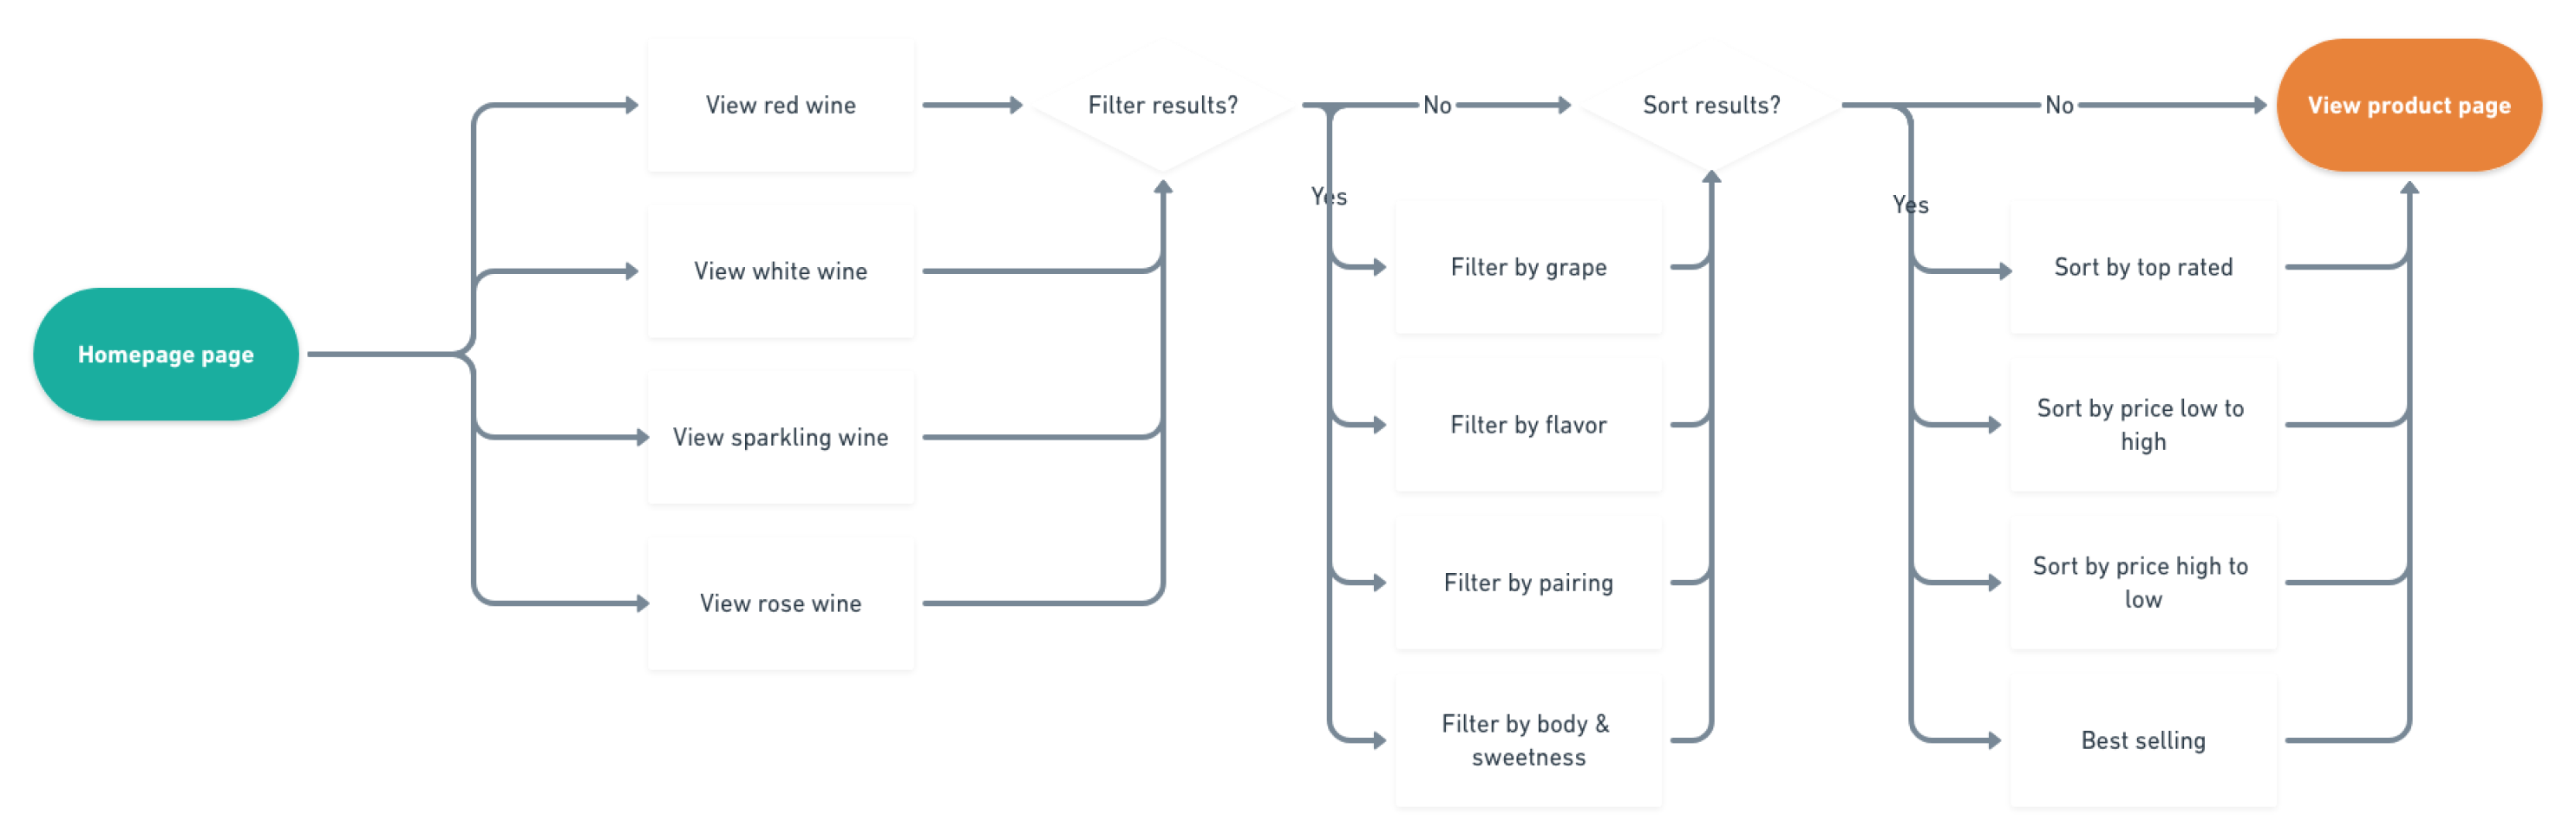 Homepage page
View red wine
View white wine
View sparkling wine
View rose wine
Filter results?
No
Yes
Filter by grape
Filter by flavor
Filter by pairing
Filter by body &
sweetness
Sort results?
No
Yes
Sort by top rated
Sort by price low to
high
Sort by price high to
low
Best selling
View product page